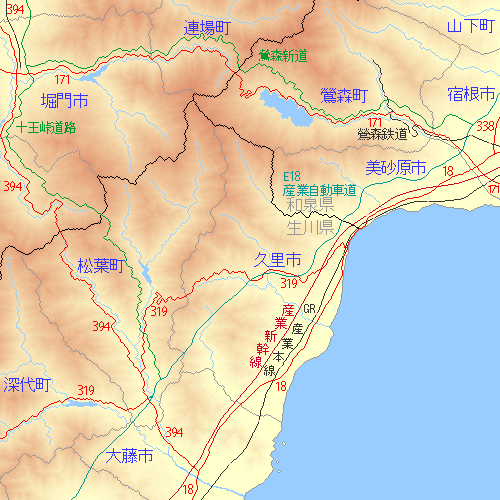 394
連場町
山下町
鶯森新道
171
堀門市
鶯森町
宿根市
十王峠道路
171
鶯森鉄道
338
美砂原市
E18
産業自動車道
18
394
171
和泉県
生川県
松葉町
久里市
319
319
産業新幹線
GR
産業本線
394
深代町
319
18
394
大藤市
18